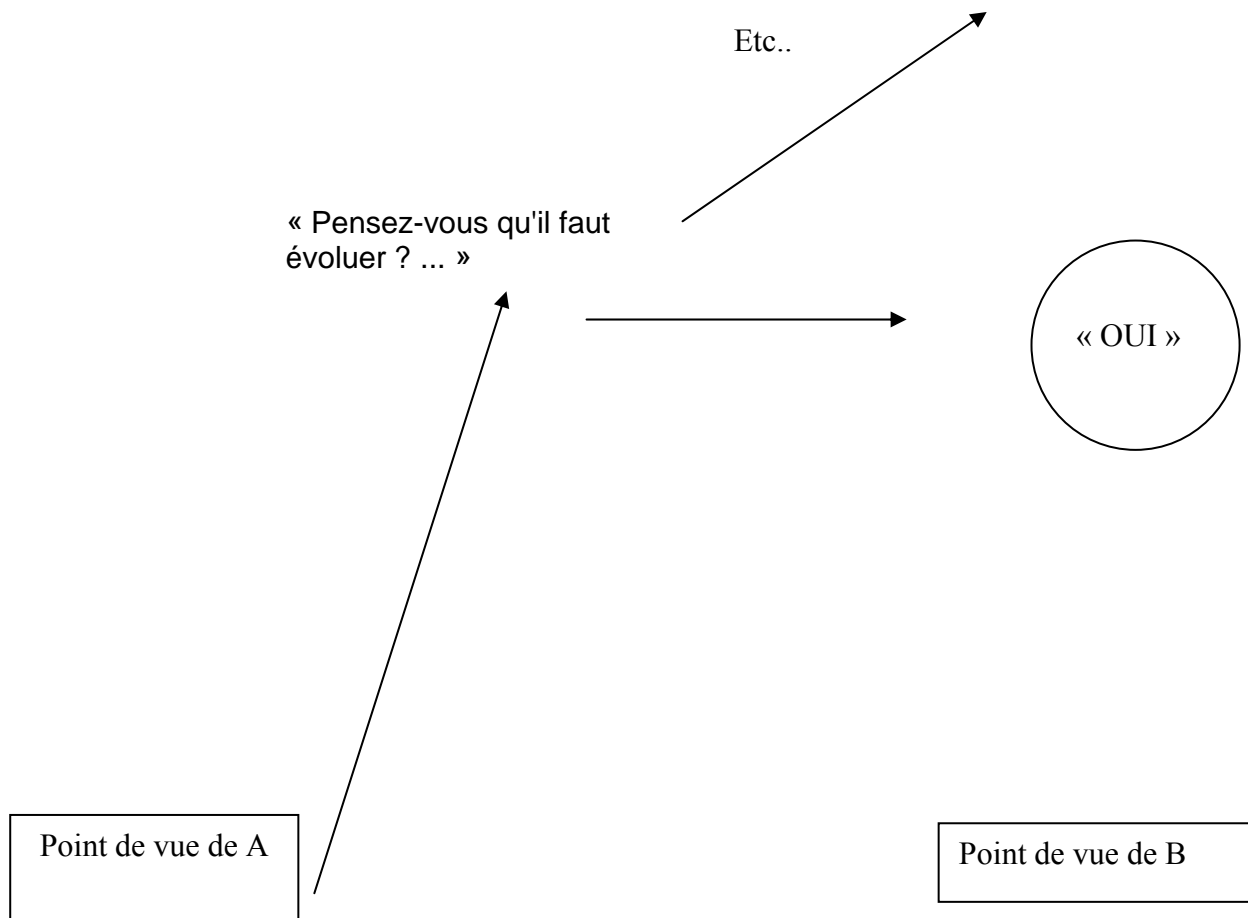 Etc..
« Pensez-vous qu'il faut
évoluer ? ... »
« OUI »
Point de vue de A
Point de vue de B